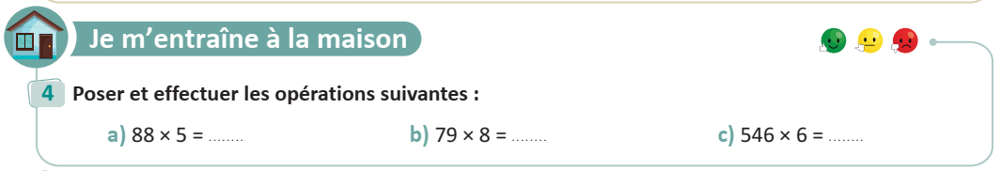 Je m'entraîne à la maison
4 Poser et effectuer les opérations suivantes :
a) 88 × 5 = ........ b) 79 × 8 = ........ c) 546 × 6 = ........